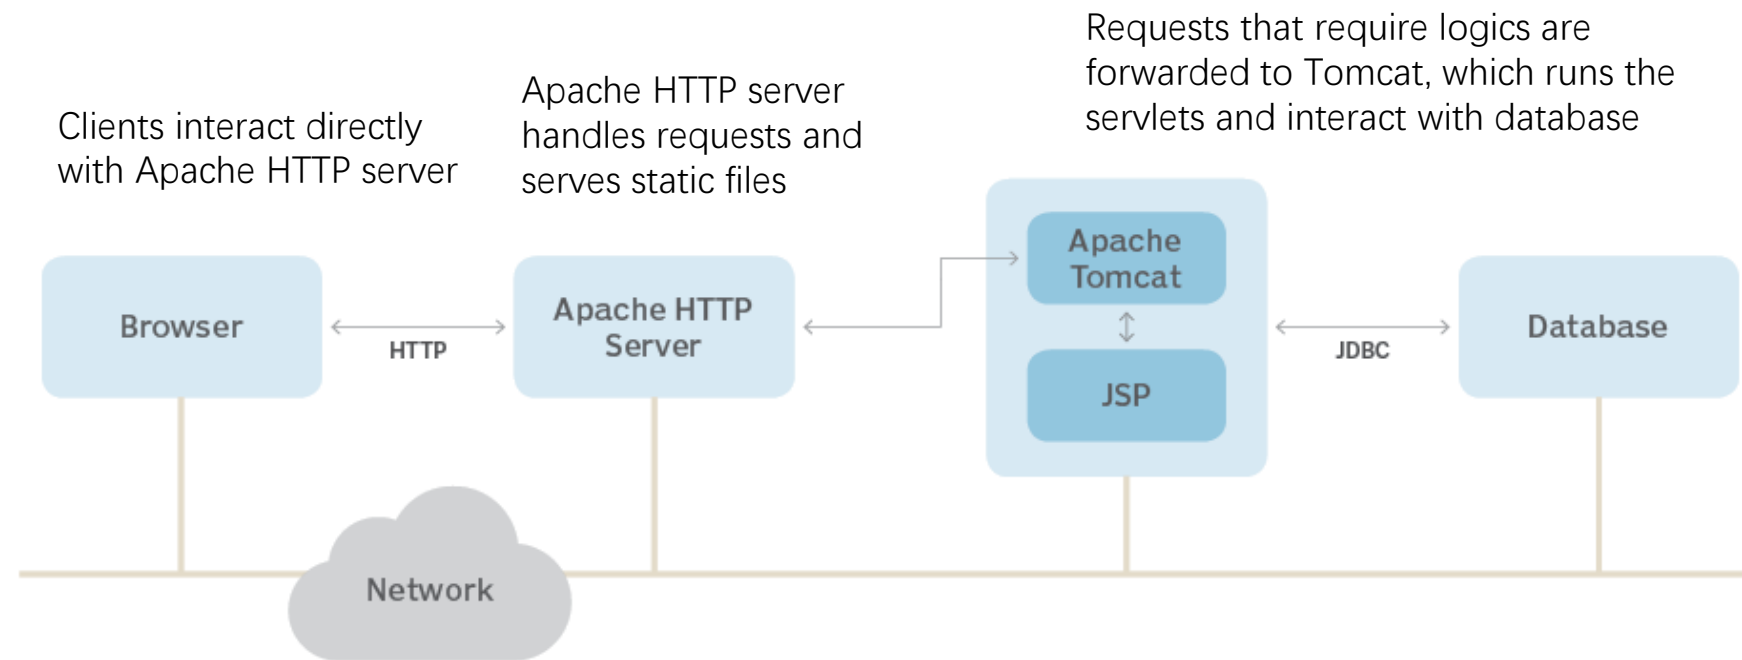 Requests that require logics are
forwarded to Tomcat, which runs the
servlets and interact with database
Apache HTTP server
handles requests and
serves static files
Clients interact directly
with Apache HTTP server
Browser
HTTP
Apache HTTP
Server
Apache
Tomcat
JSP
JDBC
Database
Network